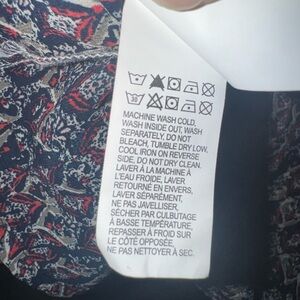 30
MACHINE WASH COLD,
WASH INSIDE OUT, WASH
SEPARATELY, DO NOT
BLEACH, TUMBLE DRY LOW,
COOL IRON ON REVERSE
SIDE, DO NOT DRY CLEAN.
LAVER À LA MACHINE À
L'EAU FROIDE, LAVER
RETOURNÉ EN ENVERS,
LAVER SÉPARÉMENT,
NE PAS JAVELLISER,
SÉCHER PAR CULBUTAGE
À BASSE TEMPÉRATURE,
REPASSER À FROID SUR
LE CÔTÉ OPPOSÉE,
NE PAS NETTOYER À SEC.